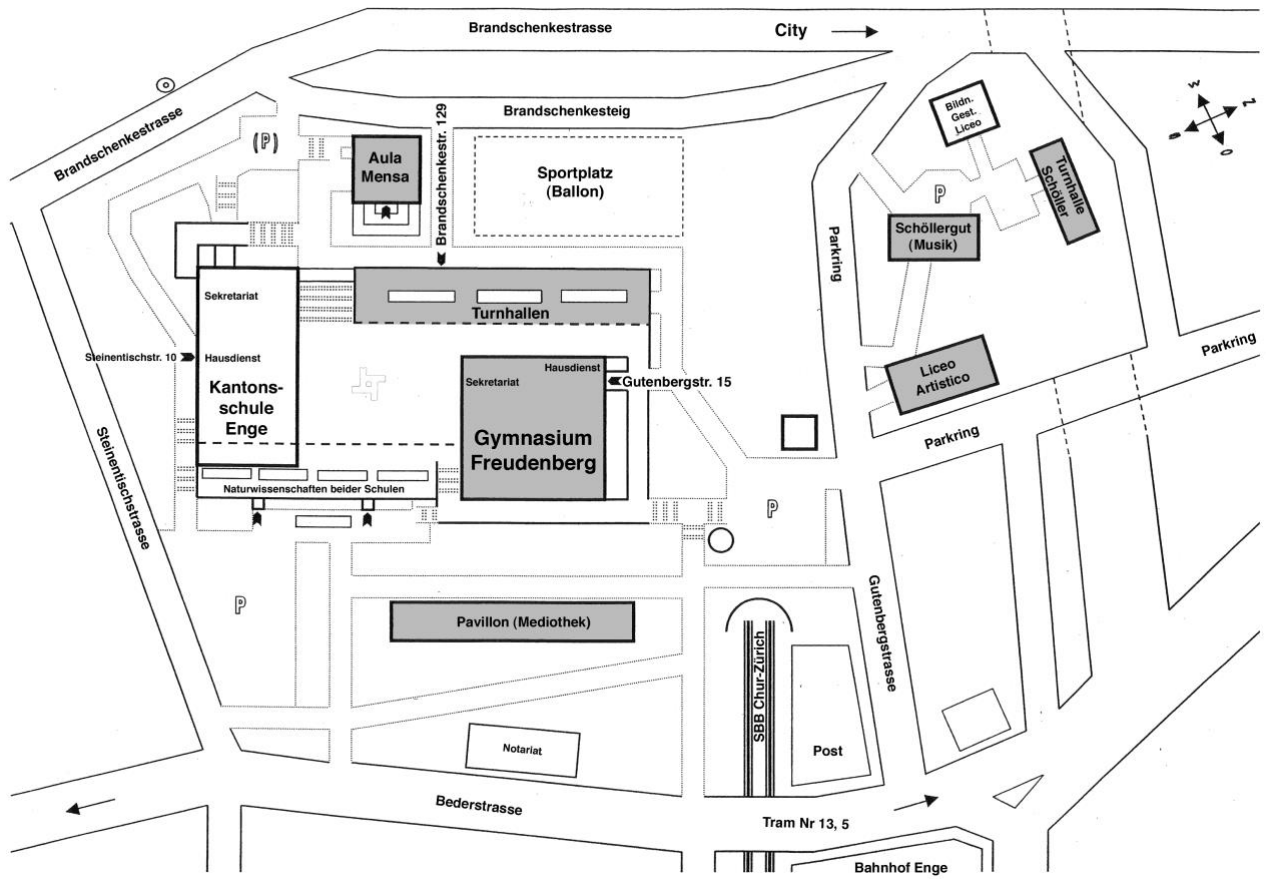 Brandschenkestrasse
City
Brandschenkesteig
Brandschenkestrasse
(P)
Brandschenkestr. 129
Aula
Mensa
Sportplatz
(Ballon)
Bildn.
Gest.
Liceo
Turnhalle
Schöller
P
Schöllergut
(Musik)
W
N
S
O
Parkring
Sekretariat
Turnhallen
Steinentischstr. 10
Hausdienst
Kantons-
schule
Enge
Hausdienst
Sekretariat
Gutenbergstr. 15
Gymnasium
Freudenberg
Liceo
Artistico
Parkring
Parkring
Steinentischstrasse
Naturwissenschaften beider Schulen
P
P
Pavillon (Mediothek)
Gutenbergstrasse
SBB Chur-Zürich
Post
Notariat
Bederstrasse
Tram Nr 13, 5
Bahnhof Enge